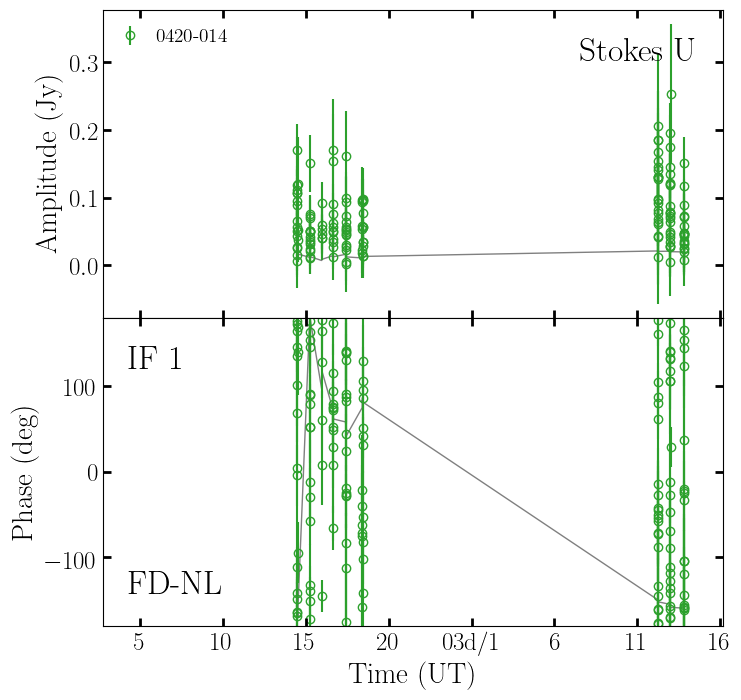 0420-014
Stokes U
Amplitude (Jy)
0.3
0.2
0.1
0.0
IF 1
FD-NL
Phase (deg)
100
0
−100
5 10 15 20 03d/1 6 11 16
Time (UT)